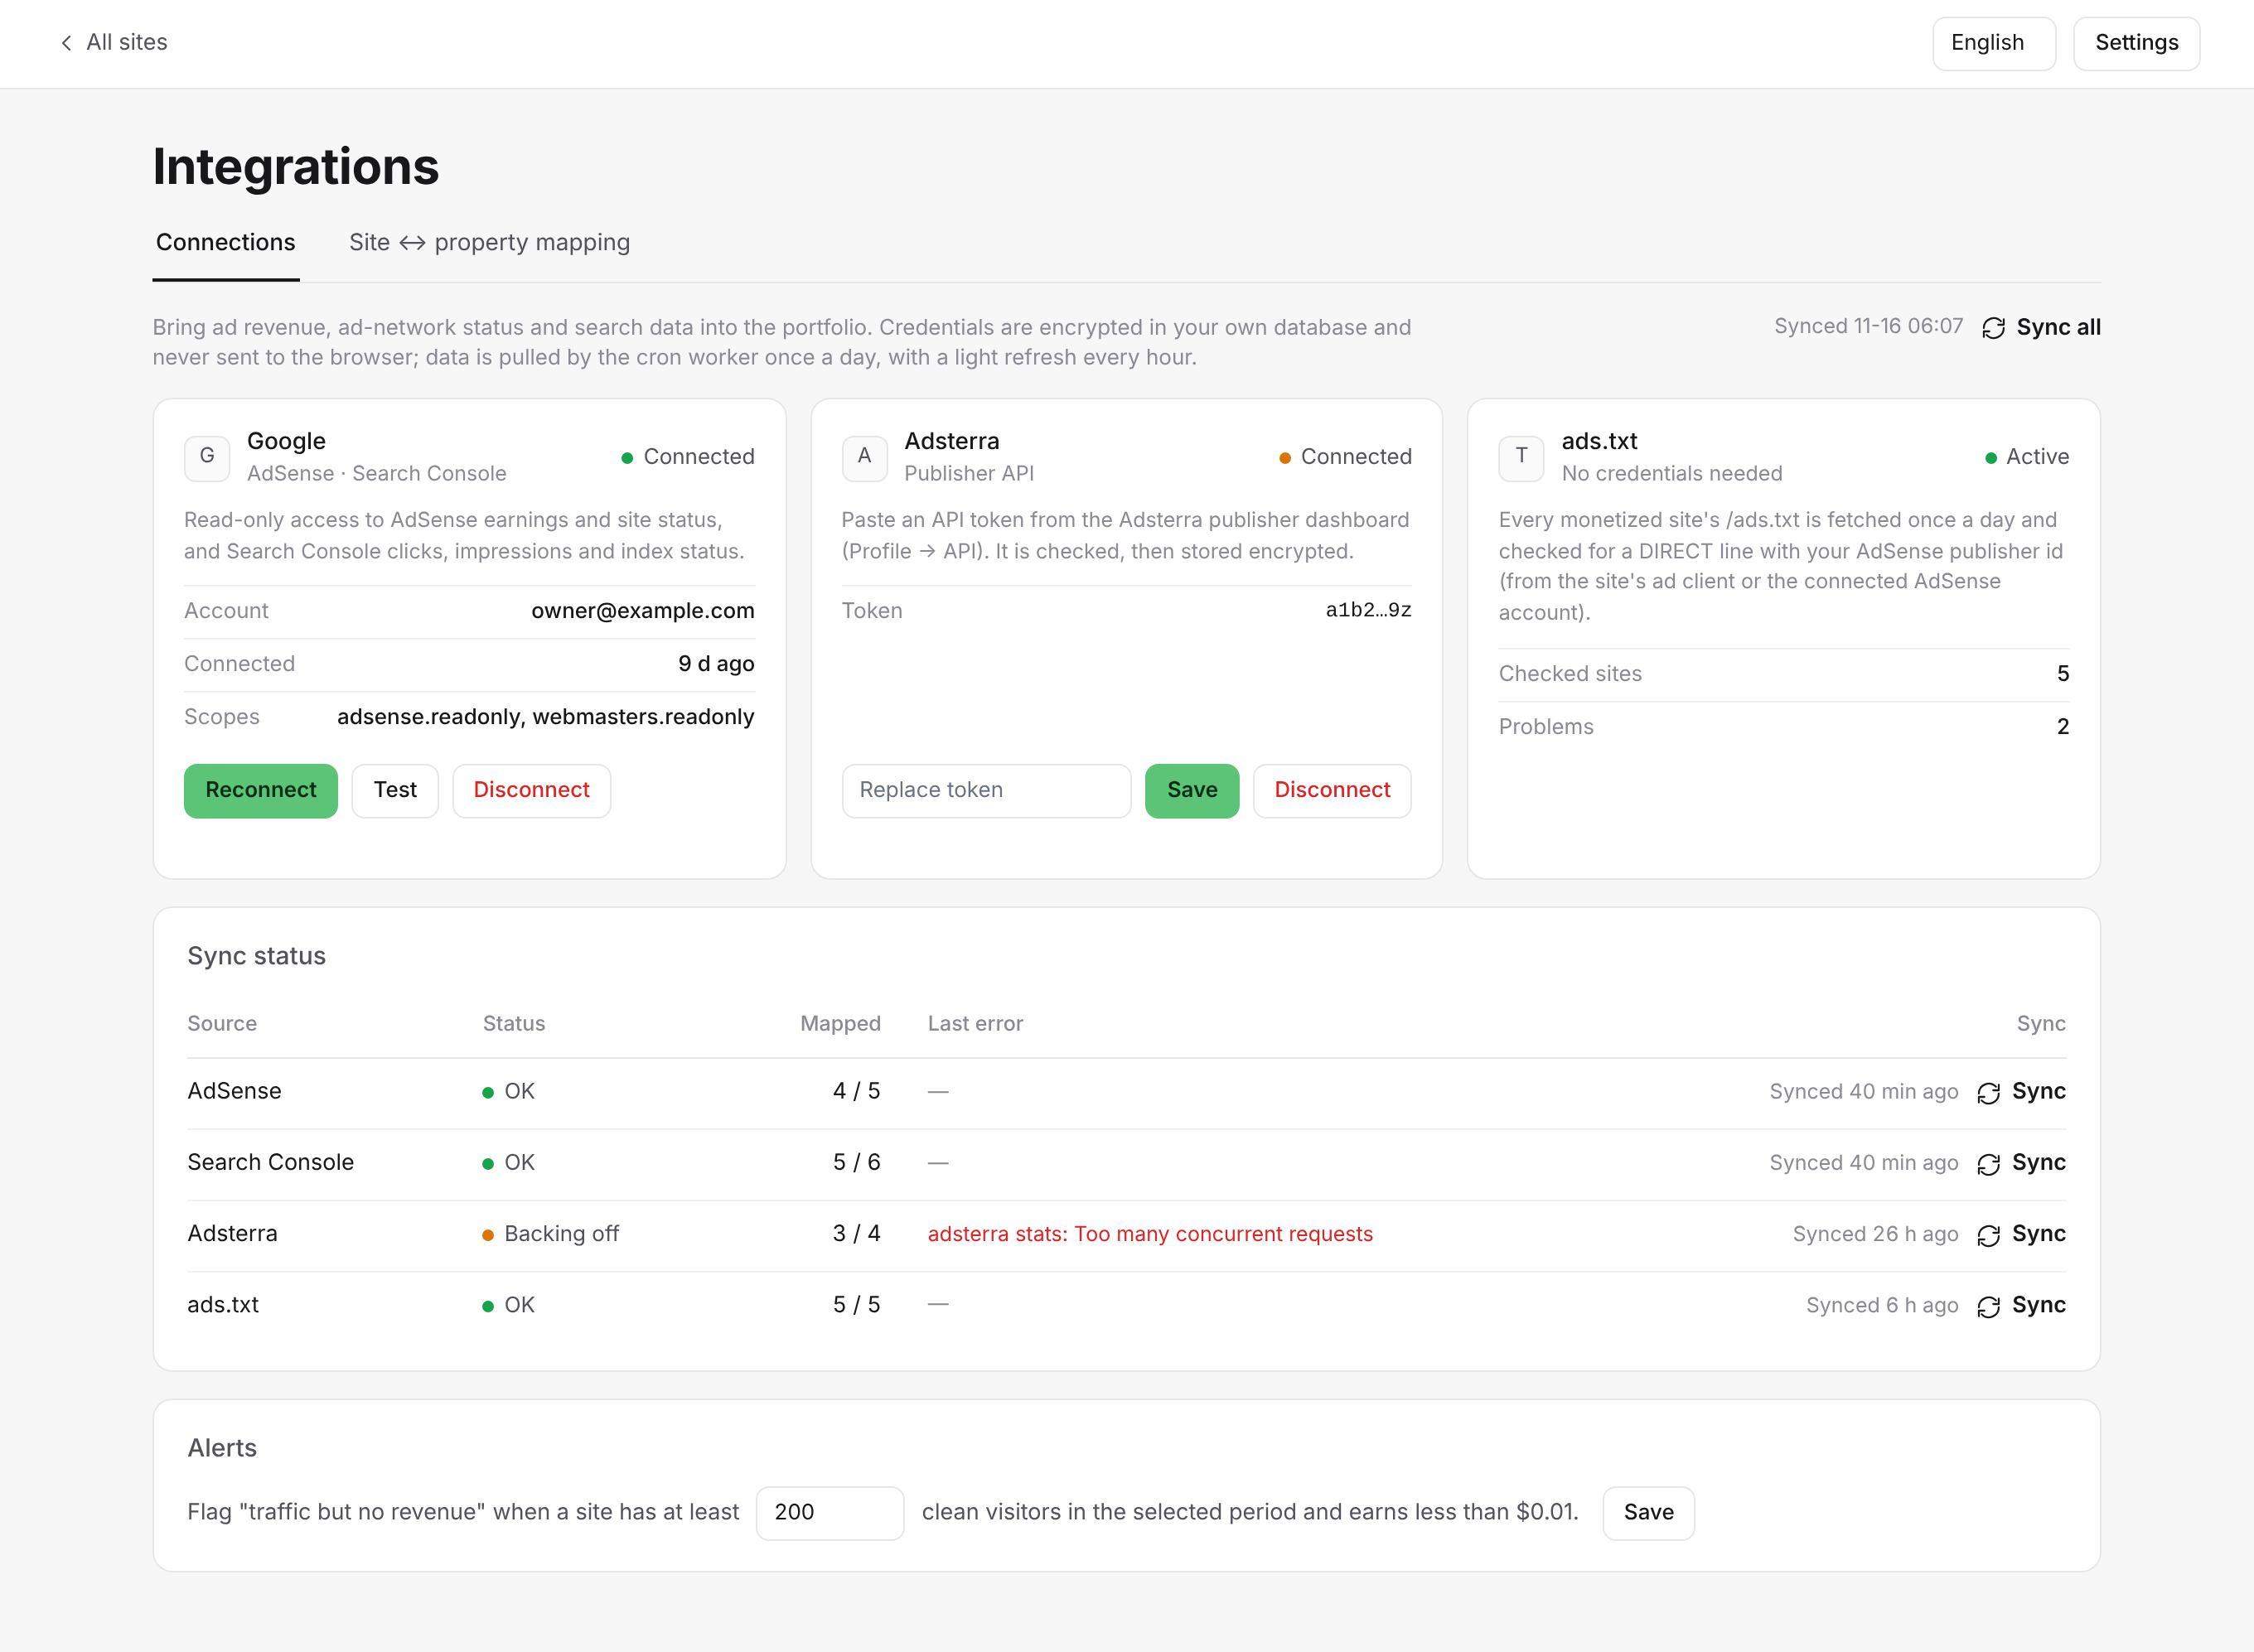 All sites
English
Settings
Integrations
Connections
Site ↔ property mapping
Bring ad revenue, ad-network status and search data into the portfolio. Credentials are encrypted in your own database and
never sent to the browser; data is pulled by the cron worker once a day, with a light refresh every hour.
Synced 11-16 06:07
Sync all
G
Google
AdSense · Search Console
Connected
Read-only access to AdSense earnings and site status,
and Search Console clicks, impressions and index status.
Account owner@example.com
Connected 9 d ago
Scopes adsense.readonly, webmasters.readonly
Reconnect Test Disconnect
A
Adsterra
Publisher API
Connected
Paste an API token from the Adsterra publisher dashboard
(Profile → API). It is checked, then stored encrypted.
Token a1b2…9z
Replace token Save Disconnect
T
ads.txt
No credentials needed
Active
Every monetized site's /ads.txt is fetched once a day and
checked for a DIRECT line with your AdSense publisher id
(from the site's ad client or the connected AdSense
account).
Checked sites 5
Problems 2
Sync status
Source Status Mapped Last error Sync
AdSense OK 4 / 5 — Synced 40 min ago Sync
Search Console OK 5 / 6 — Synced 40 min ago Sync
Adsterra Backing off 3 / 4 adsterra stats: Too many concurrent requests Synced 26 h ago Sync
ads.txt OK 5 / 5 — Synced 6 h ago Sync
Alerts
Flag "traffic but no revenue" when a site has at least 200 clean visitors in the selected period and earns less than $0.01. Save